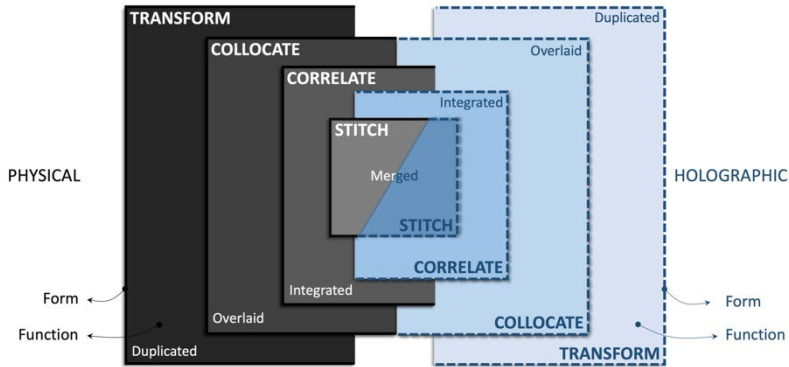 TRANSFORM
Duplicated
COLLOCATE
Overlaid
CORRELATE
Integrated
STITCH
PHYSICAL
Merged
HOLOGRAPHIC
STITCH
CORRELATE
Integrated
Form
Form
Overlaid
COLLOCATE
Function
Function
Duplicated
TRANSFORM